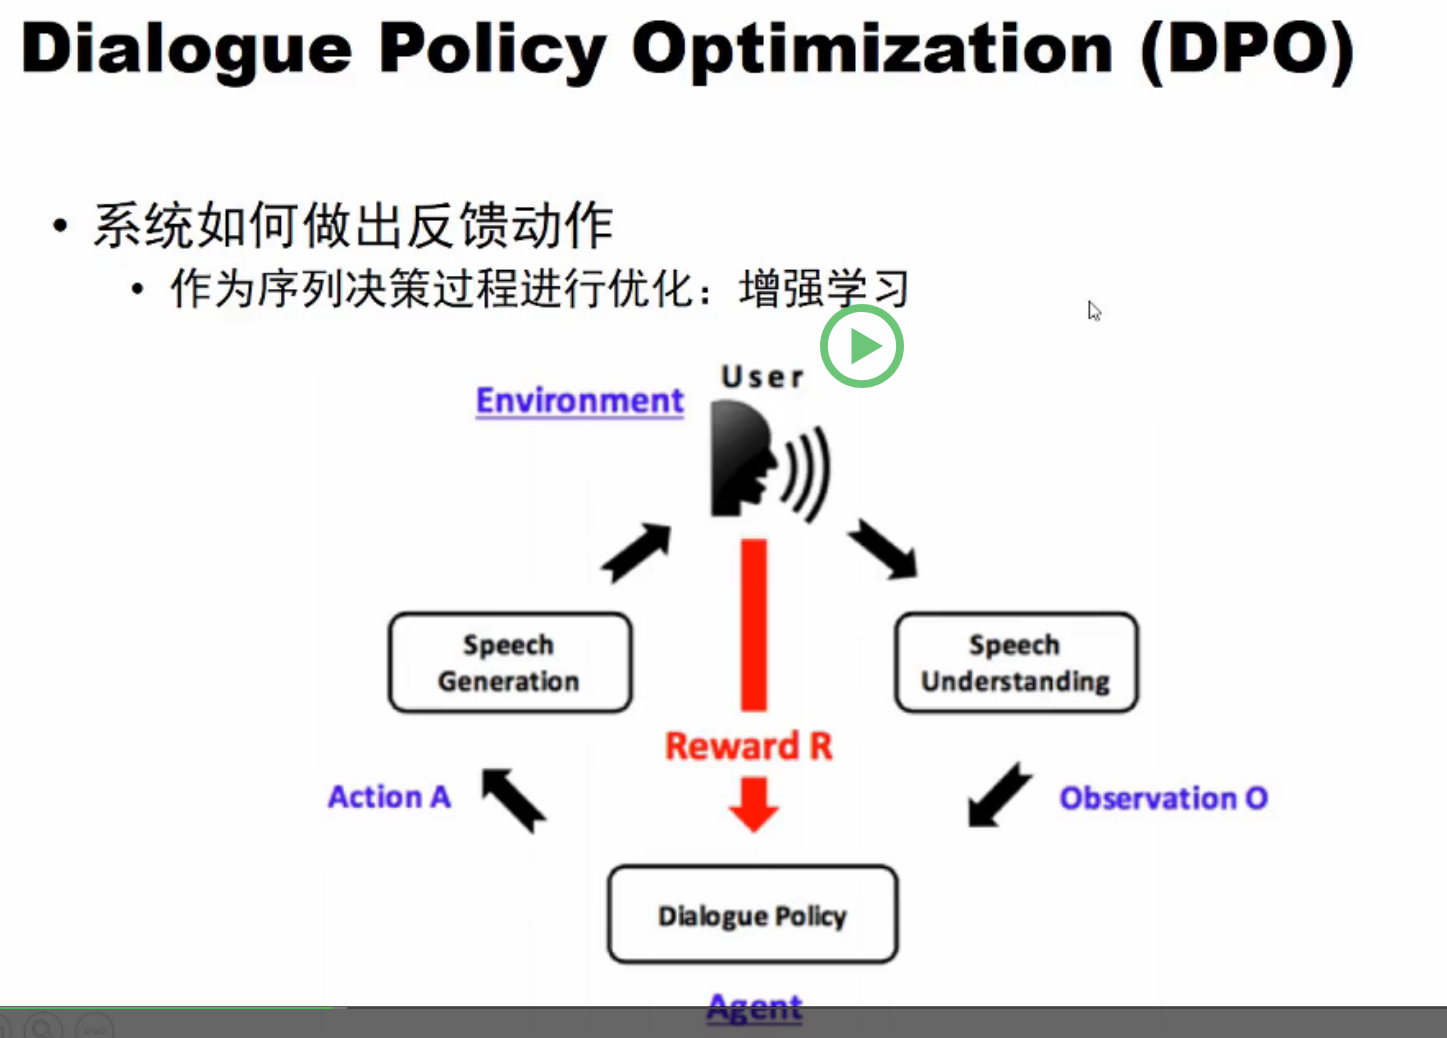 Dialogue Policy Optimization (DPO)
• 系统如何做出反馈动作
• 作为序列决策过程进行优化：增强学习
User
Environment
Speech
Generation
Speech
Understanding
Reward R
Action A
Observation O
Dialogue Policy
Agent